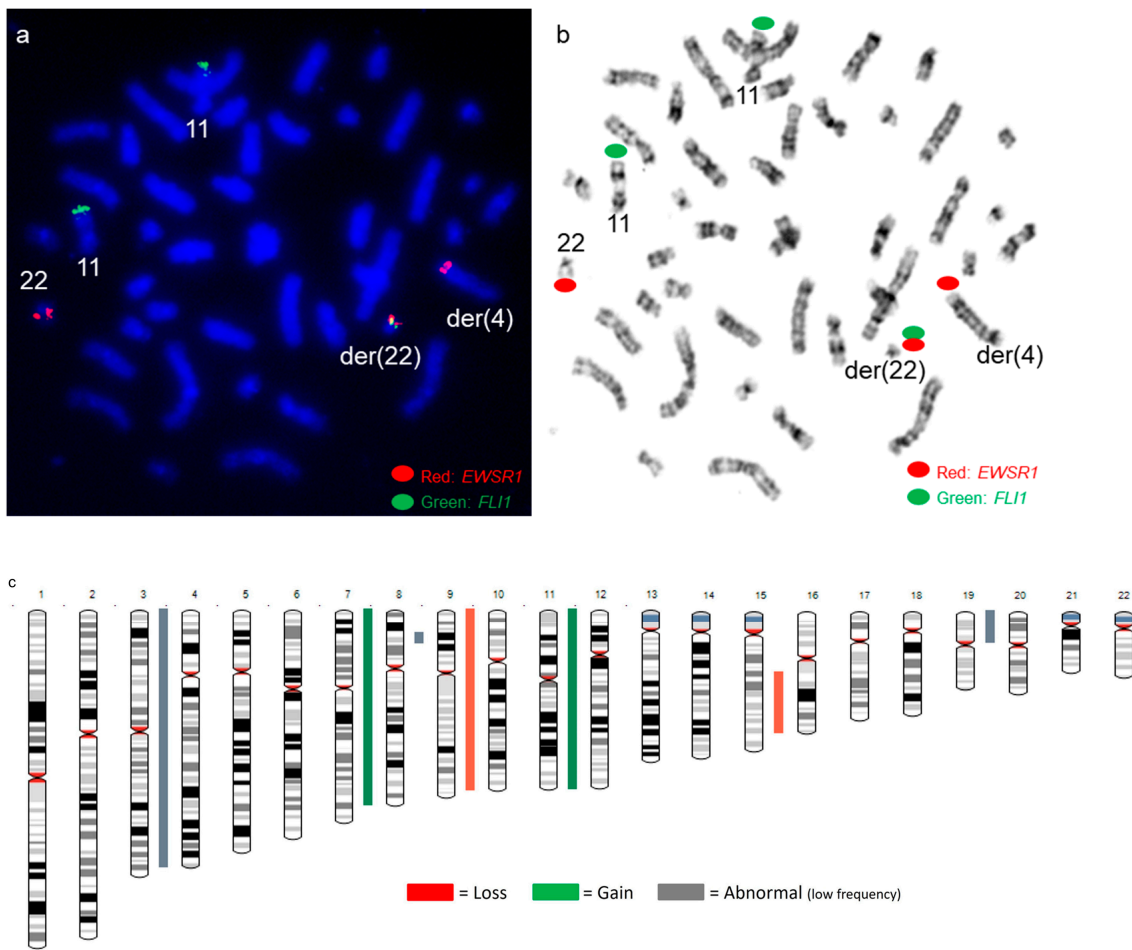 a
11
22
11
der(22)
der(4)
Red: EWSR1
Green: FLI1
b
11
11
22
der(22)
der(4)
Red: EWSR1
Green: FLI1
c
1 2 3 4 5 6 7 8 9 10 11 12 13 14 15 16 17 18 19 20 21 22
= Loss = Gain = Abnormal (low frequency)